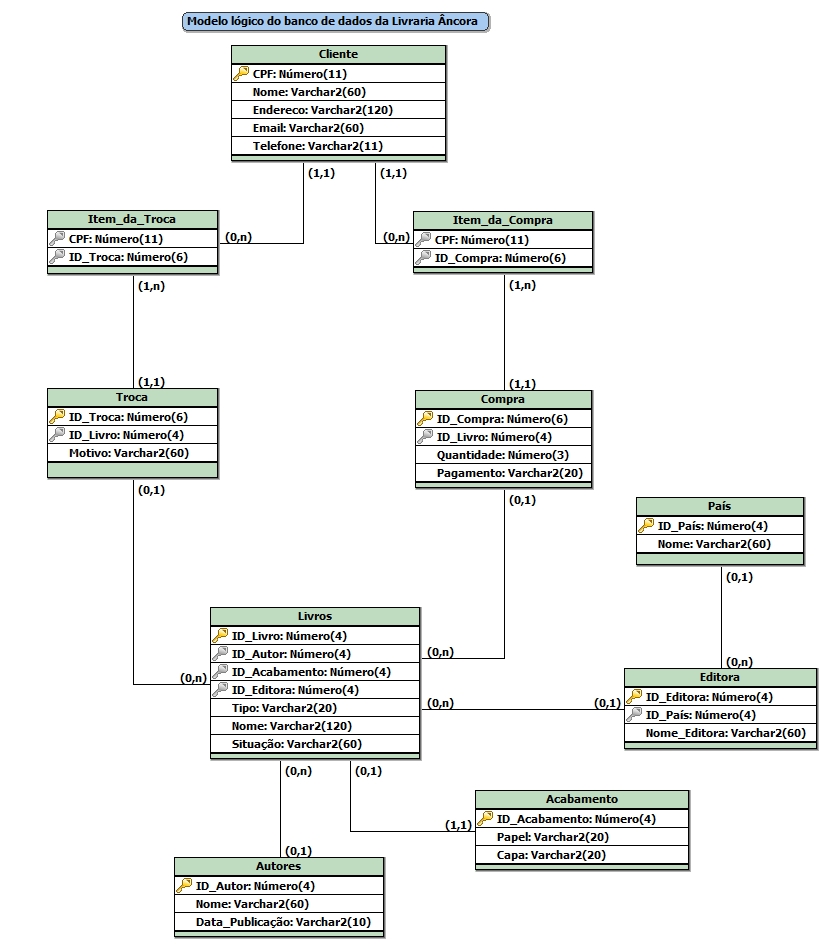 Modelo lógico do banco de dados da Livraria Âncora
Cliente
CPF: Número(11)
Nome: Varchar2(60)
Endereco: Varchar2(120)
Email: Varchar2(60)
Telefone: Varchar2(11)
(1,1)
(1,1)
Item_da_Troca
CPF: Número(11)
ID_Troca: Número(6)
(0,n)
(0,n)
Item_da_Compra
CPF: Número(11)
ID_Compra: Número(6)
(1,n)
(1,n)
(1,1)
(1,1)
Troca
ID_Troca: Número(6)
ID_Livro: Número(4)
Motivo: Varchar2(60)
(0,1)
Compra
ID_Compra: Número(6)
ID_Livro: Número(4)
Quantidade: Número(3)
Pagamento: Varchar2(20)
(0,1)
País
ID_País: Número(4)
Nome: Varchar2(60)
(0,1)
Livros
ID_Livro: Número(4)
ID_Autor: Número(4)
ID_Acabamento: Número(4)
ID_Editora: Número(4)
Tipo: Varchar2(20)
Nome: Varchar2(120)
Situação: Varchar2(60)
(0,n)
(0,n)
(0,n)
(0,1)
(0,n)
Editora
ID_Editora: Número(4)
ID_País: Número(4)
Nome_Editora: Varchar2(60)
(0,n)
(0,1)
Acabamento
ID_Acabamento: Número(4)
Papel: Varchar2(20)
Capa: Varchar2(20)
(1,1)
(0,1)
Autores
ID_Autor: Número(4)
Nome: Varchar2(60)
Data_Publicação: Varchar2(10)